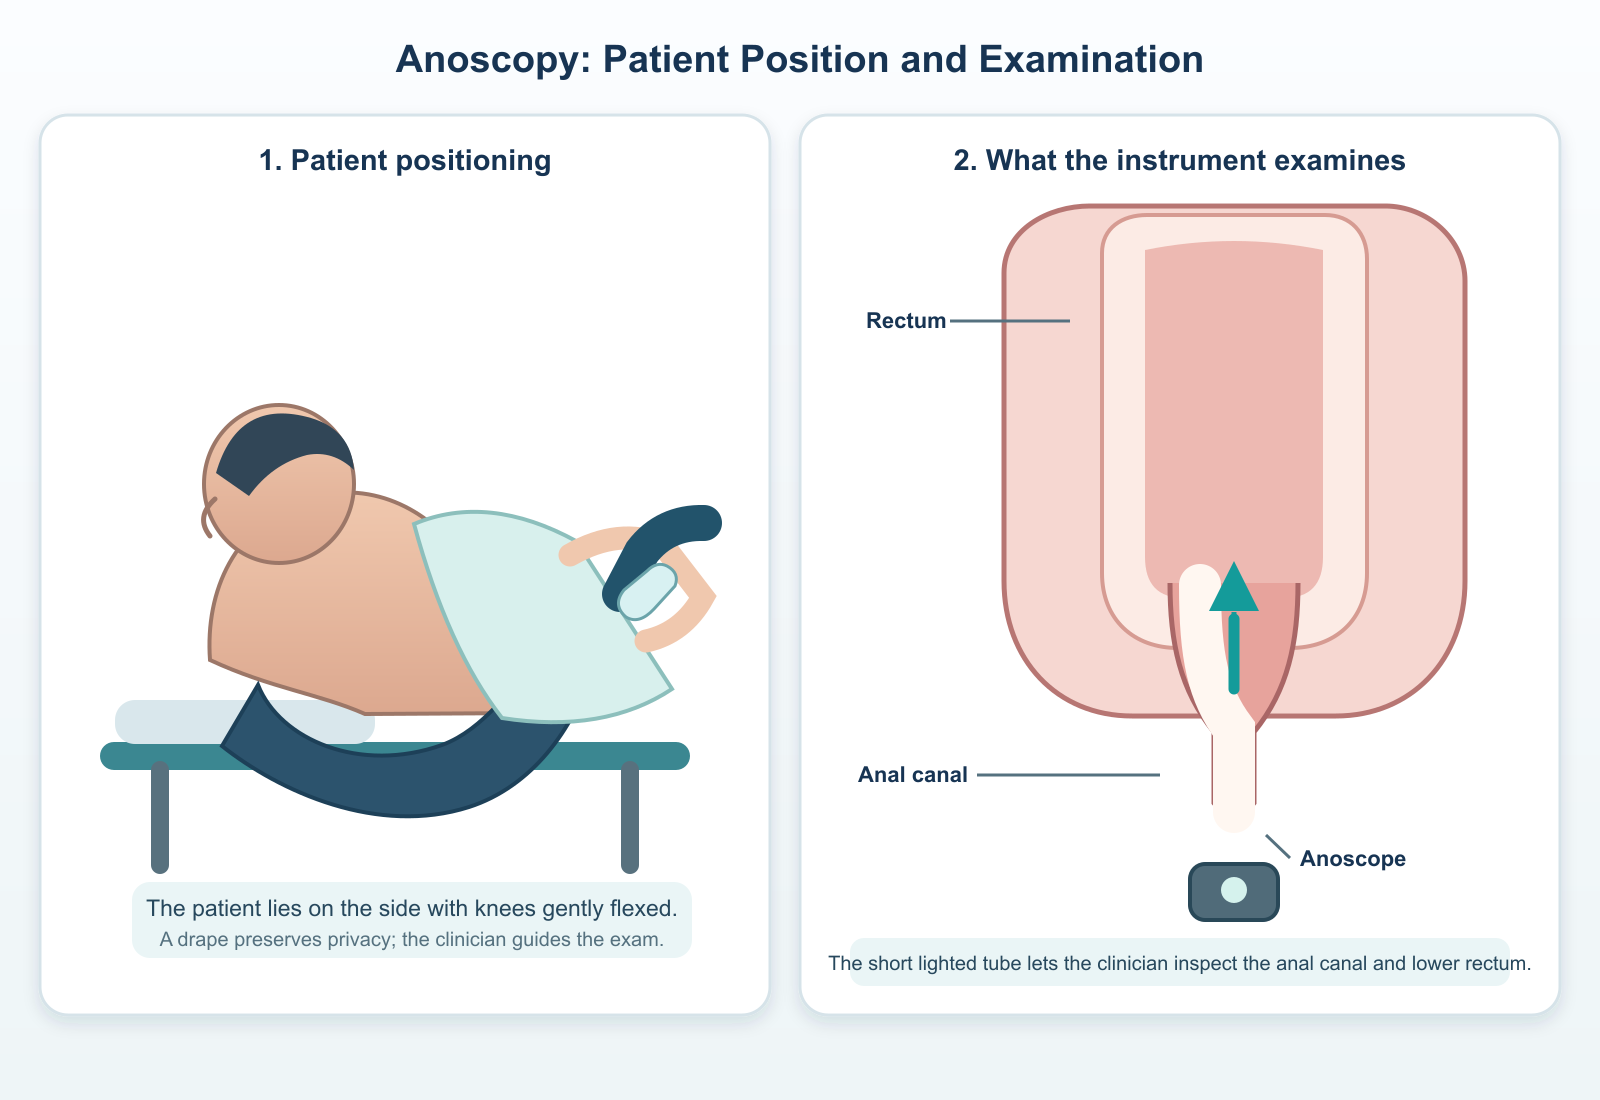 Anoscopy: Patient Position and Examination
1. Patient positioning
The patient lies on the side with knees gently flexed.
A drape preserves privacy; the clinician guides the exam.
2. What the instrument examines
Rectum
Anal canal
Anoscope
The short lighted tube lets the clinician inspect the anal canal and lower rectum.